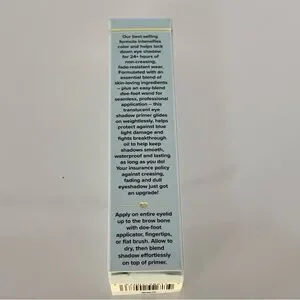 Our best-selling
formula intensifies
color and helps lock
down eye shadow
for 24+ hours of
non-creasing,
fade-resistant wear.
Formulated with an
essential blend of
skin-loving ingredients
– plus an easy-blend
doe-foot wand for
seamless, professional
application – this
translucent eye
shadow primer glides
on weightlessly, helps
protect against blue
light damage and
fights breakthrough
oil to help keep
shadows smooth,
waterproof and lasting
as long as you do!
Your insurance policy
against creasing,
fading and dull
eyeshadow just got
an upgrade!
Apply on entire eyelid
up to the brow bone
with doe-foot
applicator, fingertips,
or flat brush. Allow to
dry, then blend
shadow effortlessly
on top of primer.